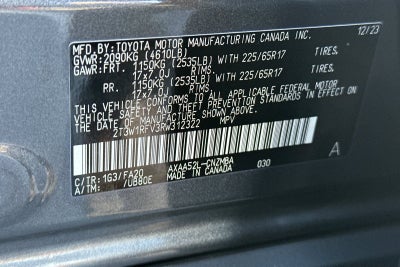 MFD. BY: TOYOTA MOTOR MANUFACTURING CANADA INC. 12/23
GVWR: 2090KG (4610LB)
GAWR: FRT. 1150KG (2535LB) WITH 225/65R17 TIRES,
17x7.0J RIMS
RR. 1150KG (2535LB) WITH 225/65R17 TIRES,
17x7.0J RIMS
THIS VEHICLE CONFORMS TO ALL APPLICABLE FEDERAL MOTOR VEHICLE
SAFETY AND THEFT PREVENTION STANDARDS IN EFFECT ON THE
DATE OF MANUFACTURE SHOWN ABOVE.
2T3W1RFV3RW312322 MPV
C/TR: 1G3/FA20 AXAA52L-CNZMBA 030 A
A/TM: /UB80E MADE IN CANADA